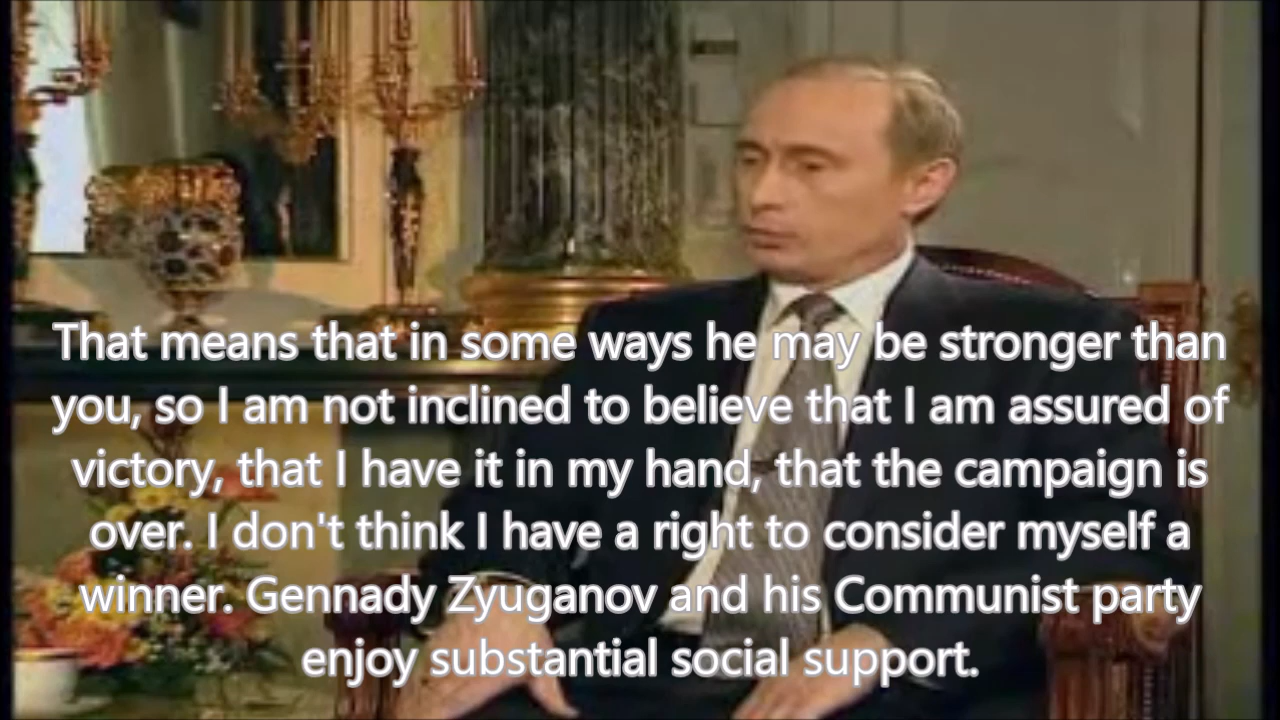 That means that in some ways he may be stronger than
you, so I am not inclined to believe that I am assured of
victory, that I have it in my hand, that the campaign is
over. I don't think I have a right to consider myself a
winner. Gennady Zyuganov and his Communist party
enjoy substantial social support.